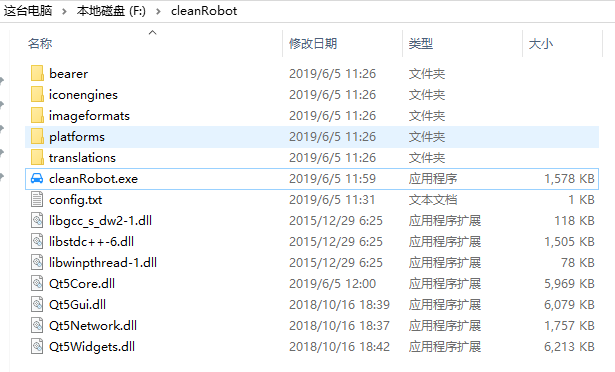 这台电脑 > 本地磁盘 (F:) > cleanRobot
名称 修改日期 类型 大小
bearer 2019/6/5 11:26 文件夹
iconengines 2019/6/5 11:26 文件夹
imageformats 2019/6/5 11:26 文件夹
platforms 2019/6/5 11:26 文件夹
translations 2019/6/5 11:26 文件夹
cleanRobot.exe 2019/6/5 11:59 应用程序 1,578 KB
config.txt 2019/6/5 11:31 文本文档 1 KB
libgcc_s_dw2-1.dll 2015/12/29 6:25 应用程序扩展 118 KB
libstdc++-6.dll 2015/12/29 6:25 应用程序扩展 1,505 KB
libwinpthread-1.dll 2015/12/29 6:25 应用程序扩展 78 KB
Qt5Core.dll 2019/6/5 12:00 应用程序扩展 5,969 KB
Qt5Gui.dll 2018/10/16 18:39 应用程序扩展 6,079 KB
Qt5Network.dll 2018/10/16 18:37 应用程序扩展 1,757 KB
Qt5Widgets.dll 2018/10/16 18:42 应用程序扩展 6,213 KB